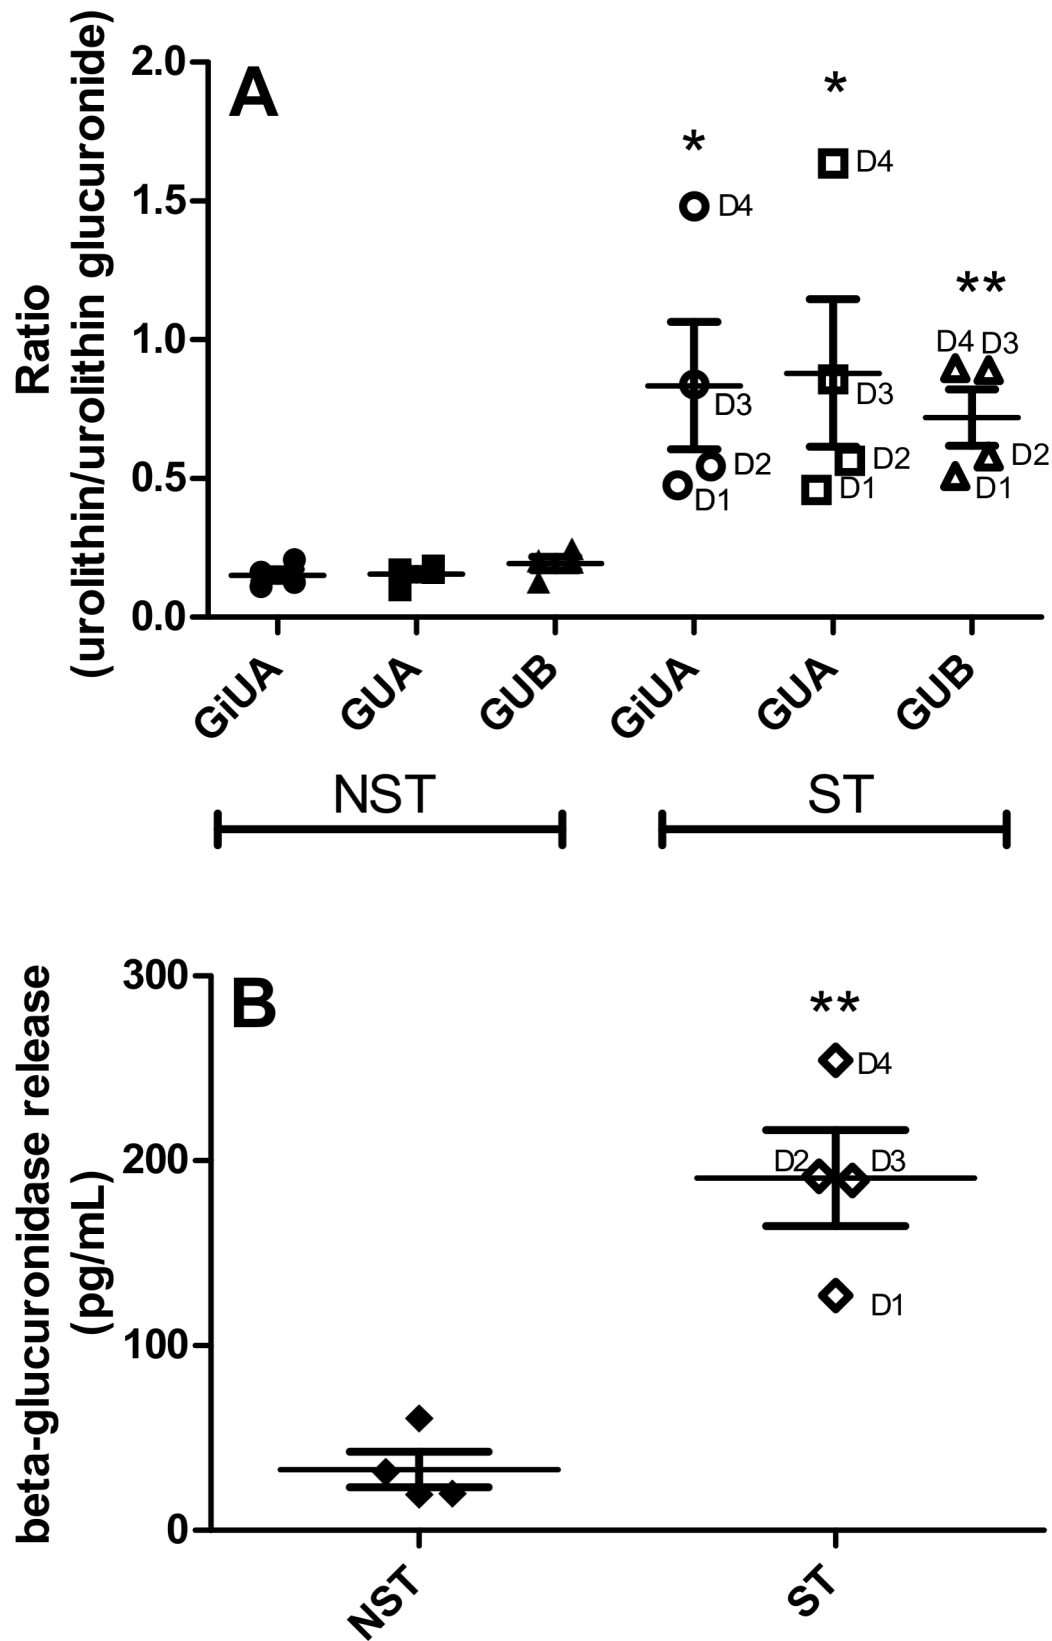 A
Ratio
(urolithin/urolithin glucuronide)
2.0
1.5
1.0
0.5
0.0
*
D4
D3
D2
D1
*
D4
D3
D2
D1
**
D4 D3
D2
D1
GiUA
GUA
GUB
GiUA
GUA
GUB
NST
ST
B
beta-glucuronidase release
(pg/mL)
300
200
100
0
**
D4
D2
D3
D1
NST
ST